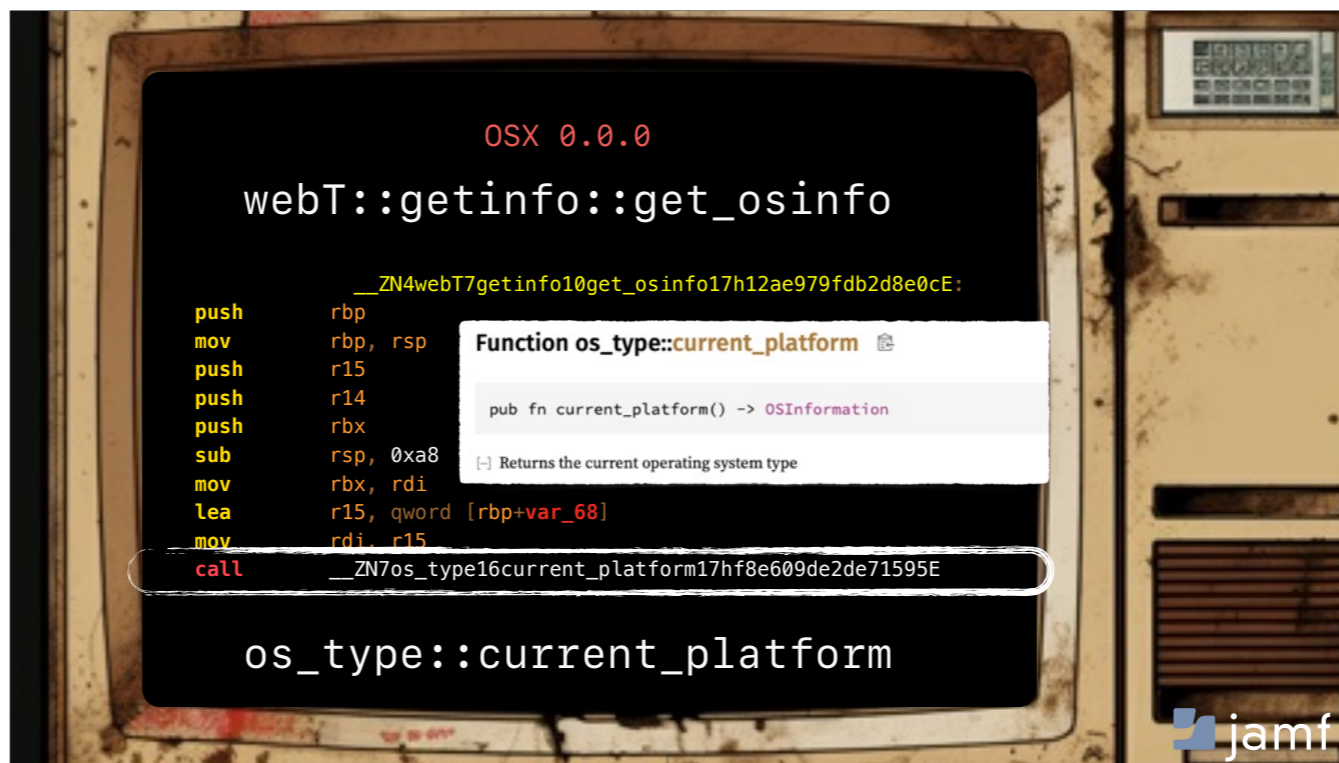 OSX 0.0.0
webT::getinfo::get_osinfo
__ZN4webT7getinfo10get_osinfo17h12ae979fdb2d8e0cE:
push rbp
mov rbp, rsp
push r15
push r14
push rbx
sub rsp, 0xa8
mov rbx, rdi
lea r15, qword [rbp+var_68]
mov rdi, r15
call __ZN7os_type16current_platform17hf8e609de2de71595E
Function os_type::current_platform
pub fn current_platform() -> OSInformation
[-] Returns the current operating system type
os_type::current_platform
jamf